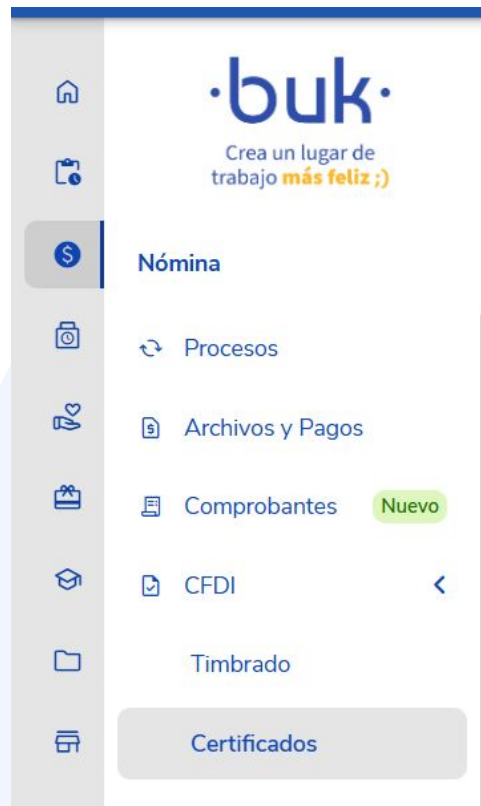 ·buk·
Crea un lugar de
trabajo más feliz ;)
Nómina
Procesos
Archivos y Pagos
Comprobantes Nuevo
CFDI
Timbrado
Certificados